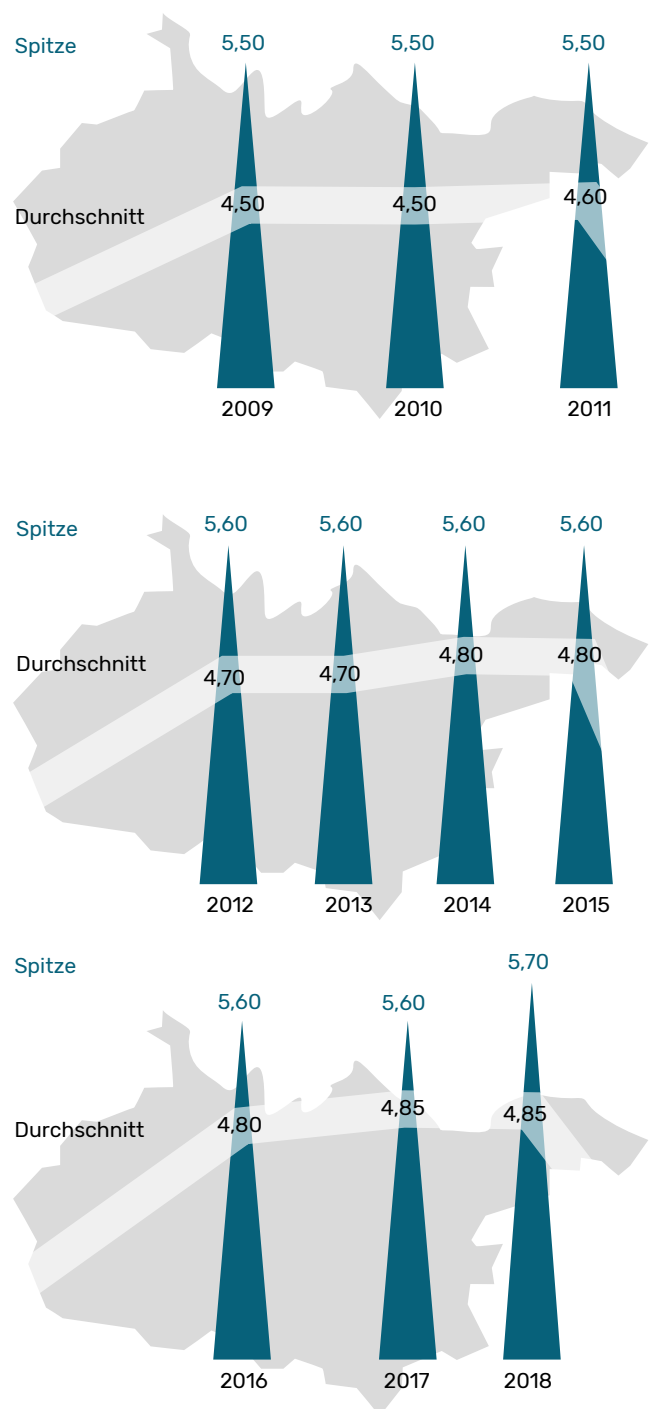 Spitze
5,50 5,50 5,50
Durchschnitt
4,50 4,50 4,60
2009 2010 2011
Spitze
5,60 5,60 5,60 5,60
Durchschnitt
4,70 4,70 4,80 4,80
2012 2013 2014 2015
Spitze
5,60 5,60 5,70
Durchschnitt
4,80 4,85 4,85
2016 2017 2018